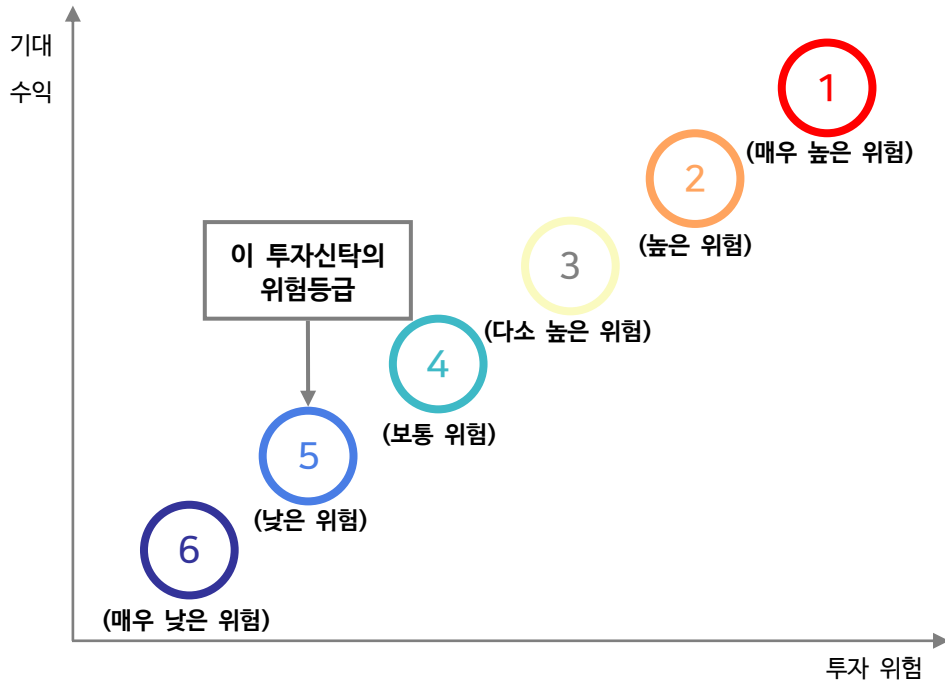 기대
수익
1
(매우 높은 위험)
2
(높은 위험)
이 투자신탁의
위험등급
3
(다소 높은 위험)
4
(보통 위험)
5
(낮은 위험)
6
(매우 낮은 위험)
투자 위험